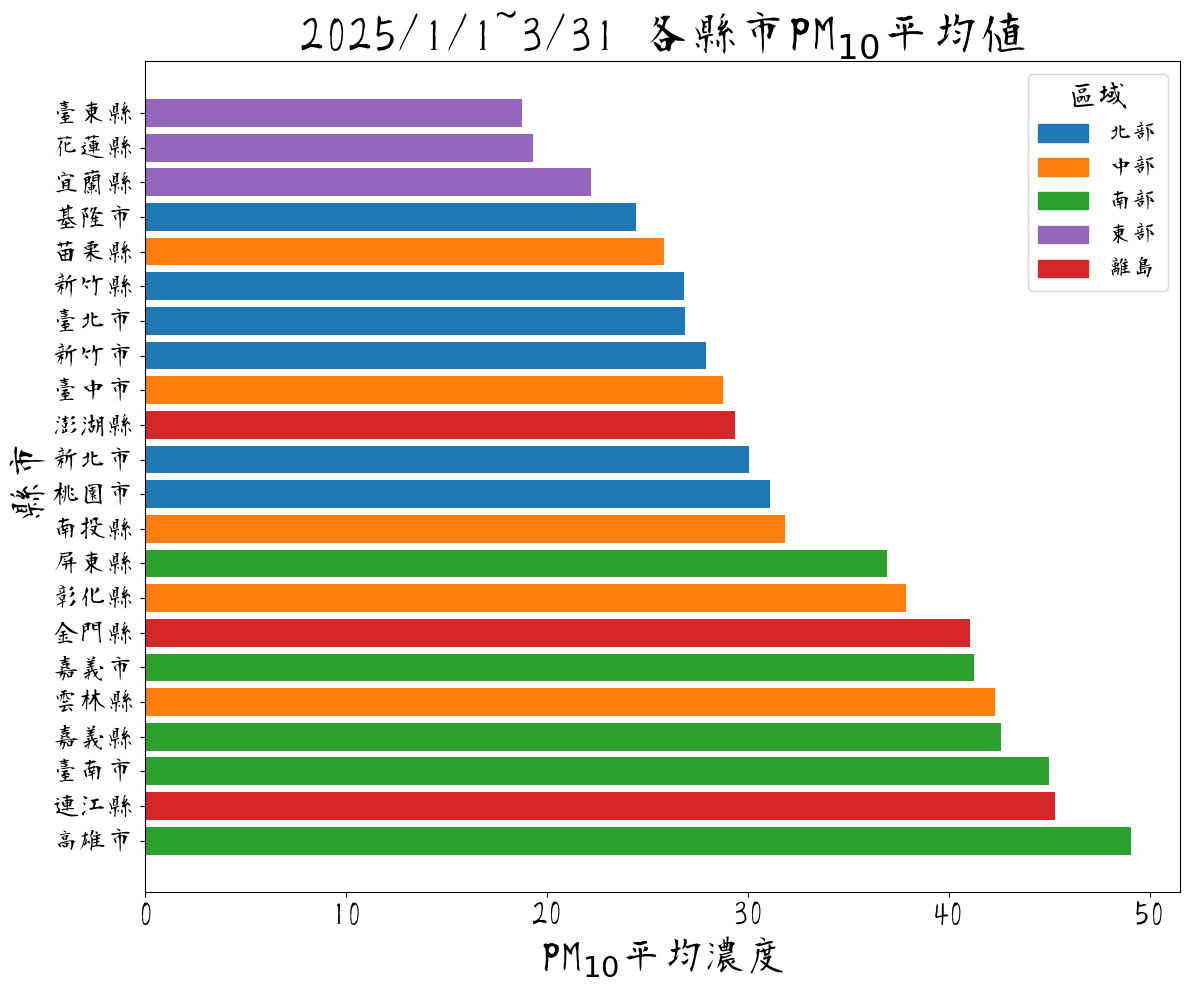 2025/1/1~3/31 各縣市PM₁₀平均值
區域
北部
中部
南部
東部
離島
縣市
臺東縣
花蓮縣
宜蘭縣
基隆市
苗栗縣
新竹縣
臺北市
新竹市
臺中市
澎湖縣
新北市
桃園市
南投縣
屏東縣
彰化縣
金門縣
嘉義市
雲林縣
嘉義縣
臺南市
連江縣
高雄市
0 10 20 30 40 50
PM₁₀平均濃度